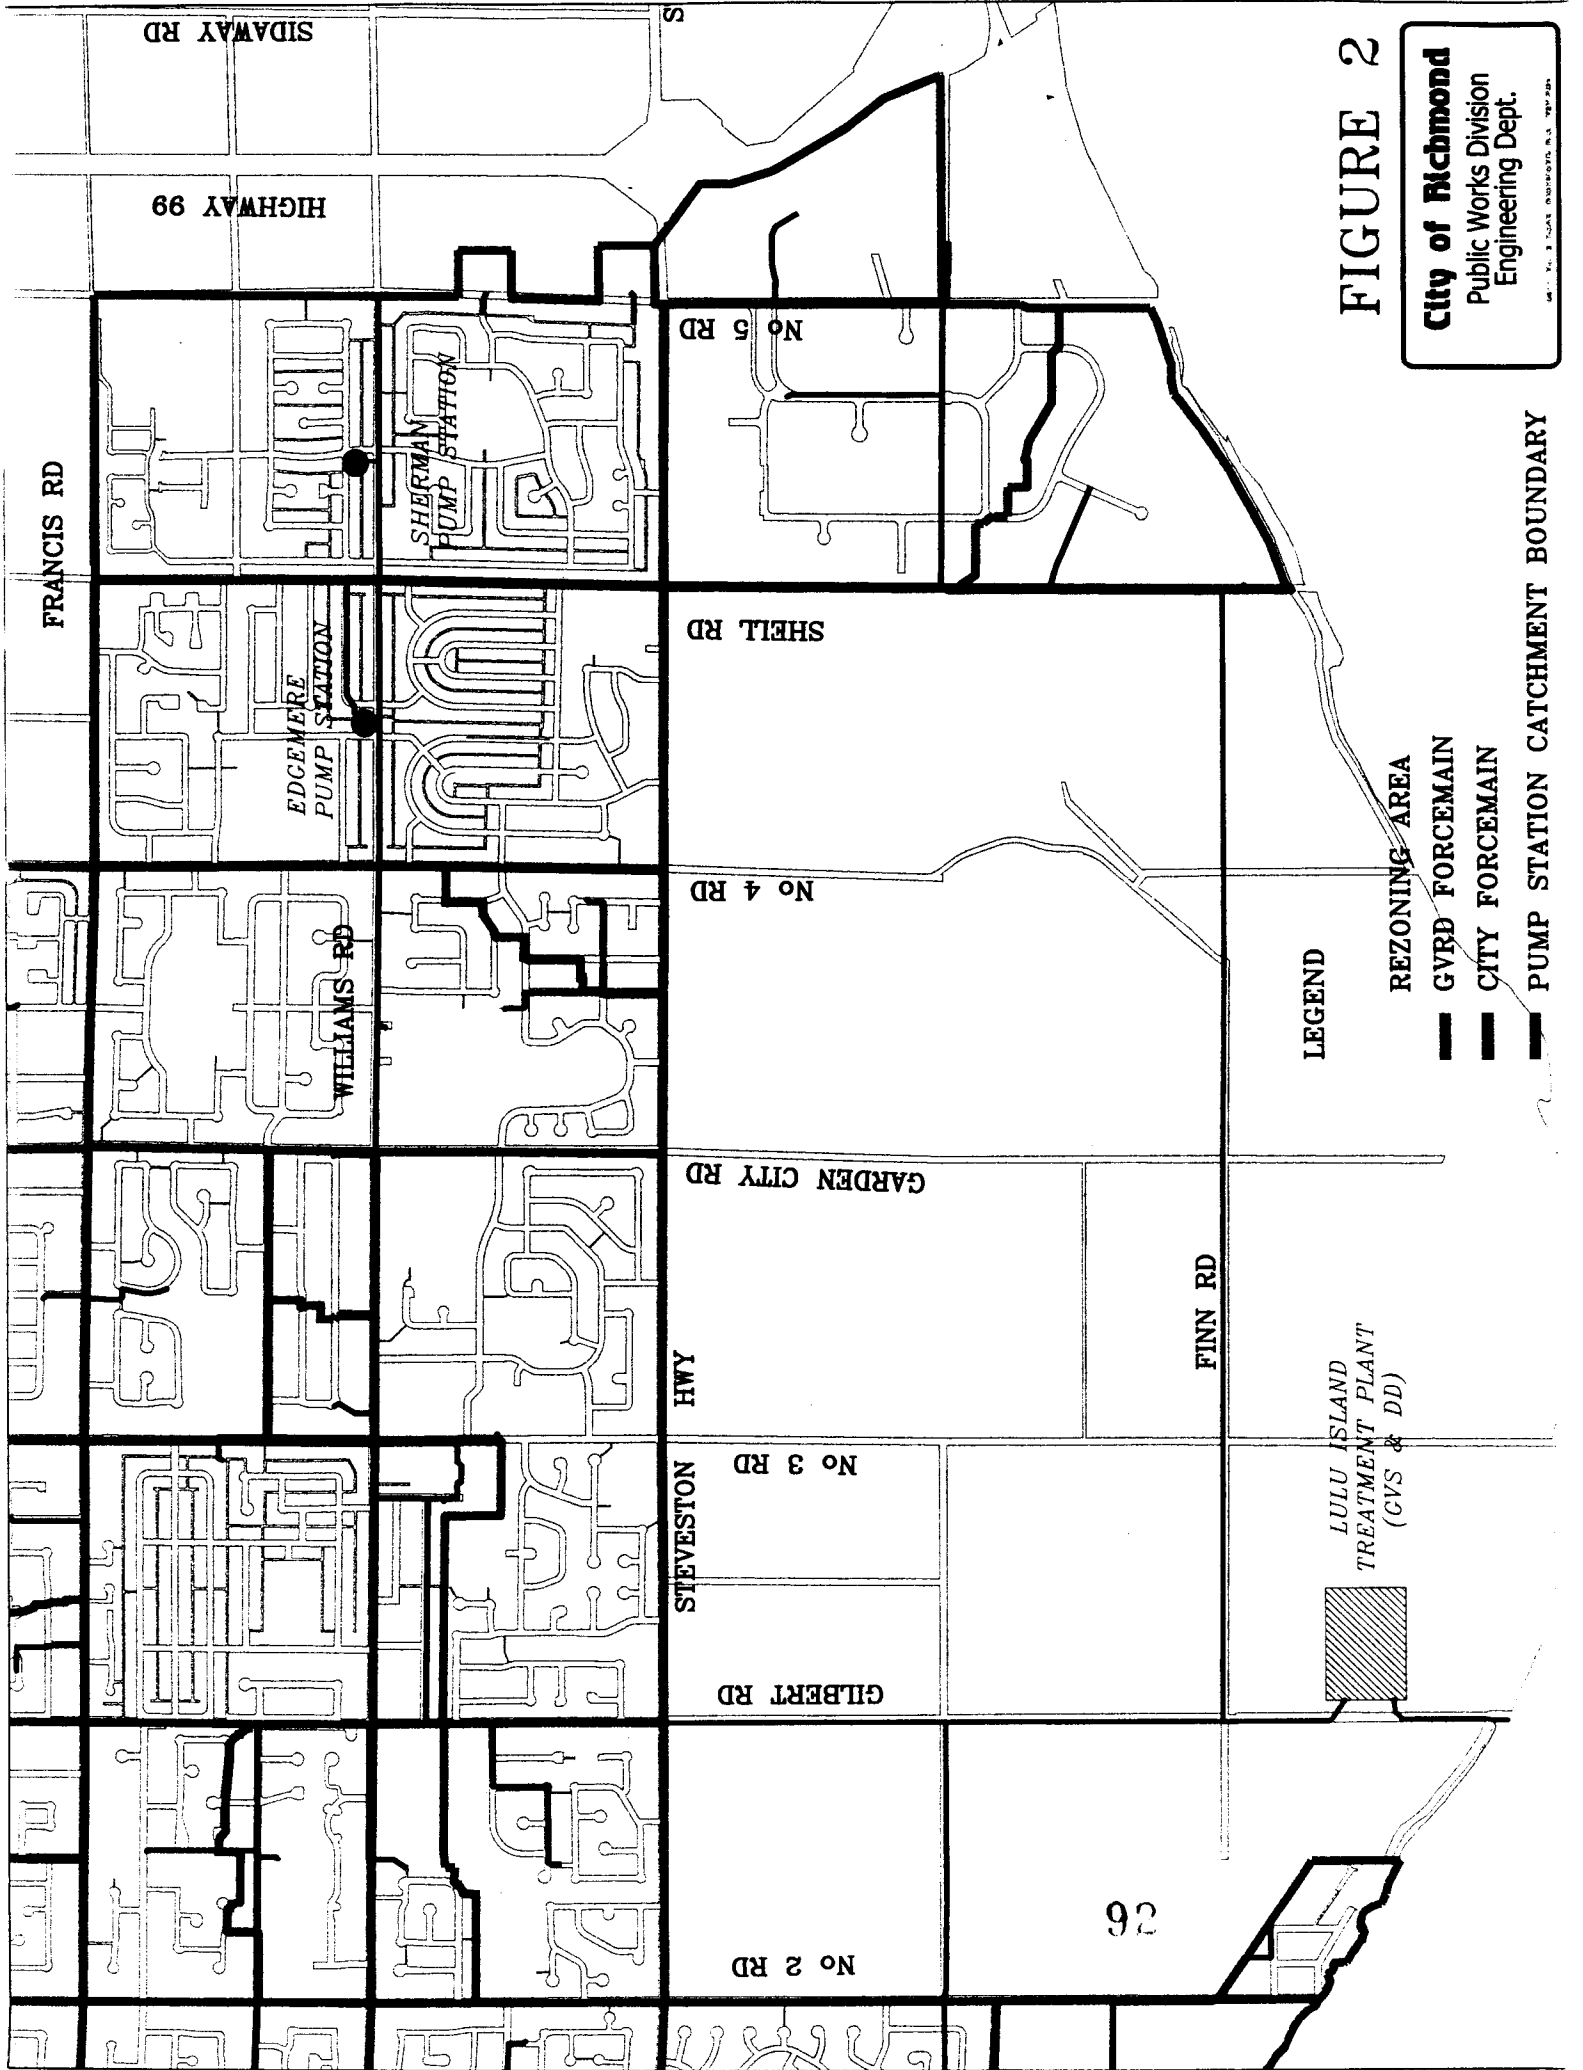 SIDAWAY RD
HIGHWAY 99
S
FRANCIS RD
No 5 RD
SHERMAN
PUMP STATION
EDGEMERE
PUMP STATION
SHELL RD
No 4 RD
WILLIAMS RD
GARDEN CITY RD
STEVESTON HWY
No 3 RD
GILBERT RD
No 2 RD
FINN RD
LULU ISLAND
TREATMENT PLANT
(GVS & DD)
92
LEGEND
REZONING AREA
GVRD FORCEMAIN
CITY FORCEMAIN
PUMP STATION CATCHMENT BOUNDARY
FIGURE 2
City of Richmond
Public Works Division
Engineering Dept.